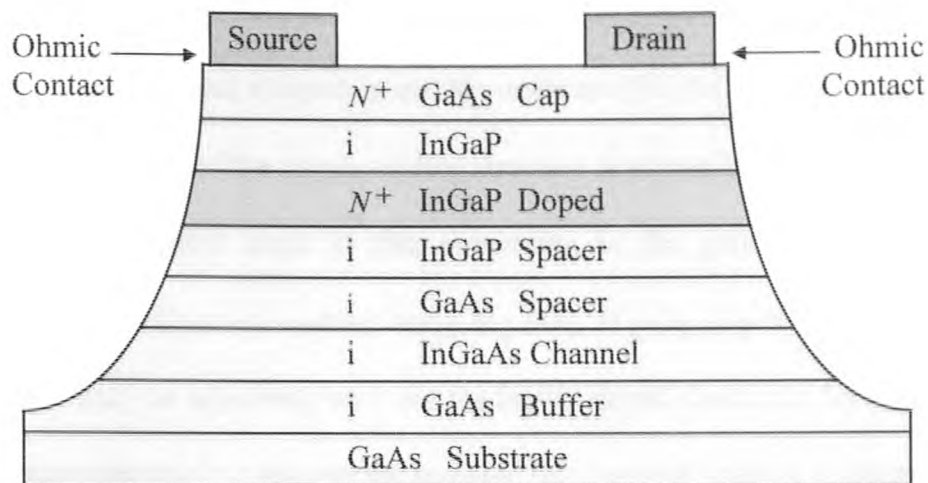 Source
Drain
Ohmic
Contact
Ohmic
Contact
N+ GaAs Cap
i InGaP
N+ InGaP Doped
i InGaP Spacer
i GaAs Spacer
i InGaAs Channel
i GaAs Buffer
GaAs Substrate